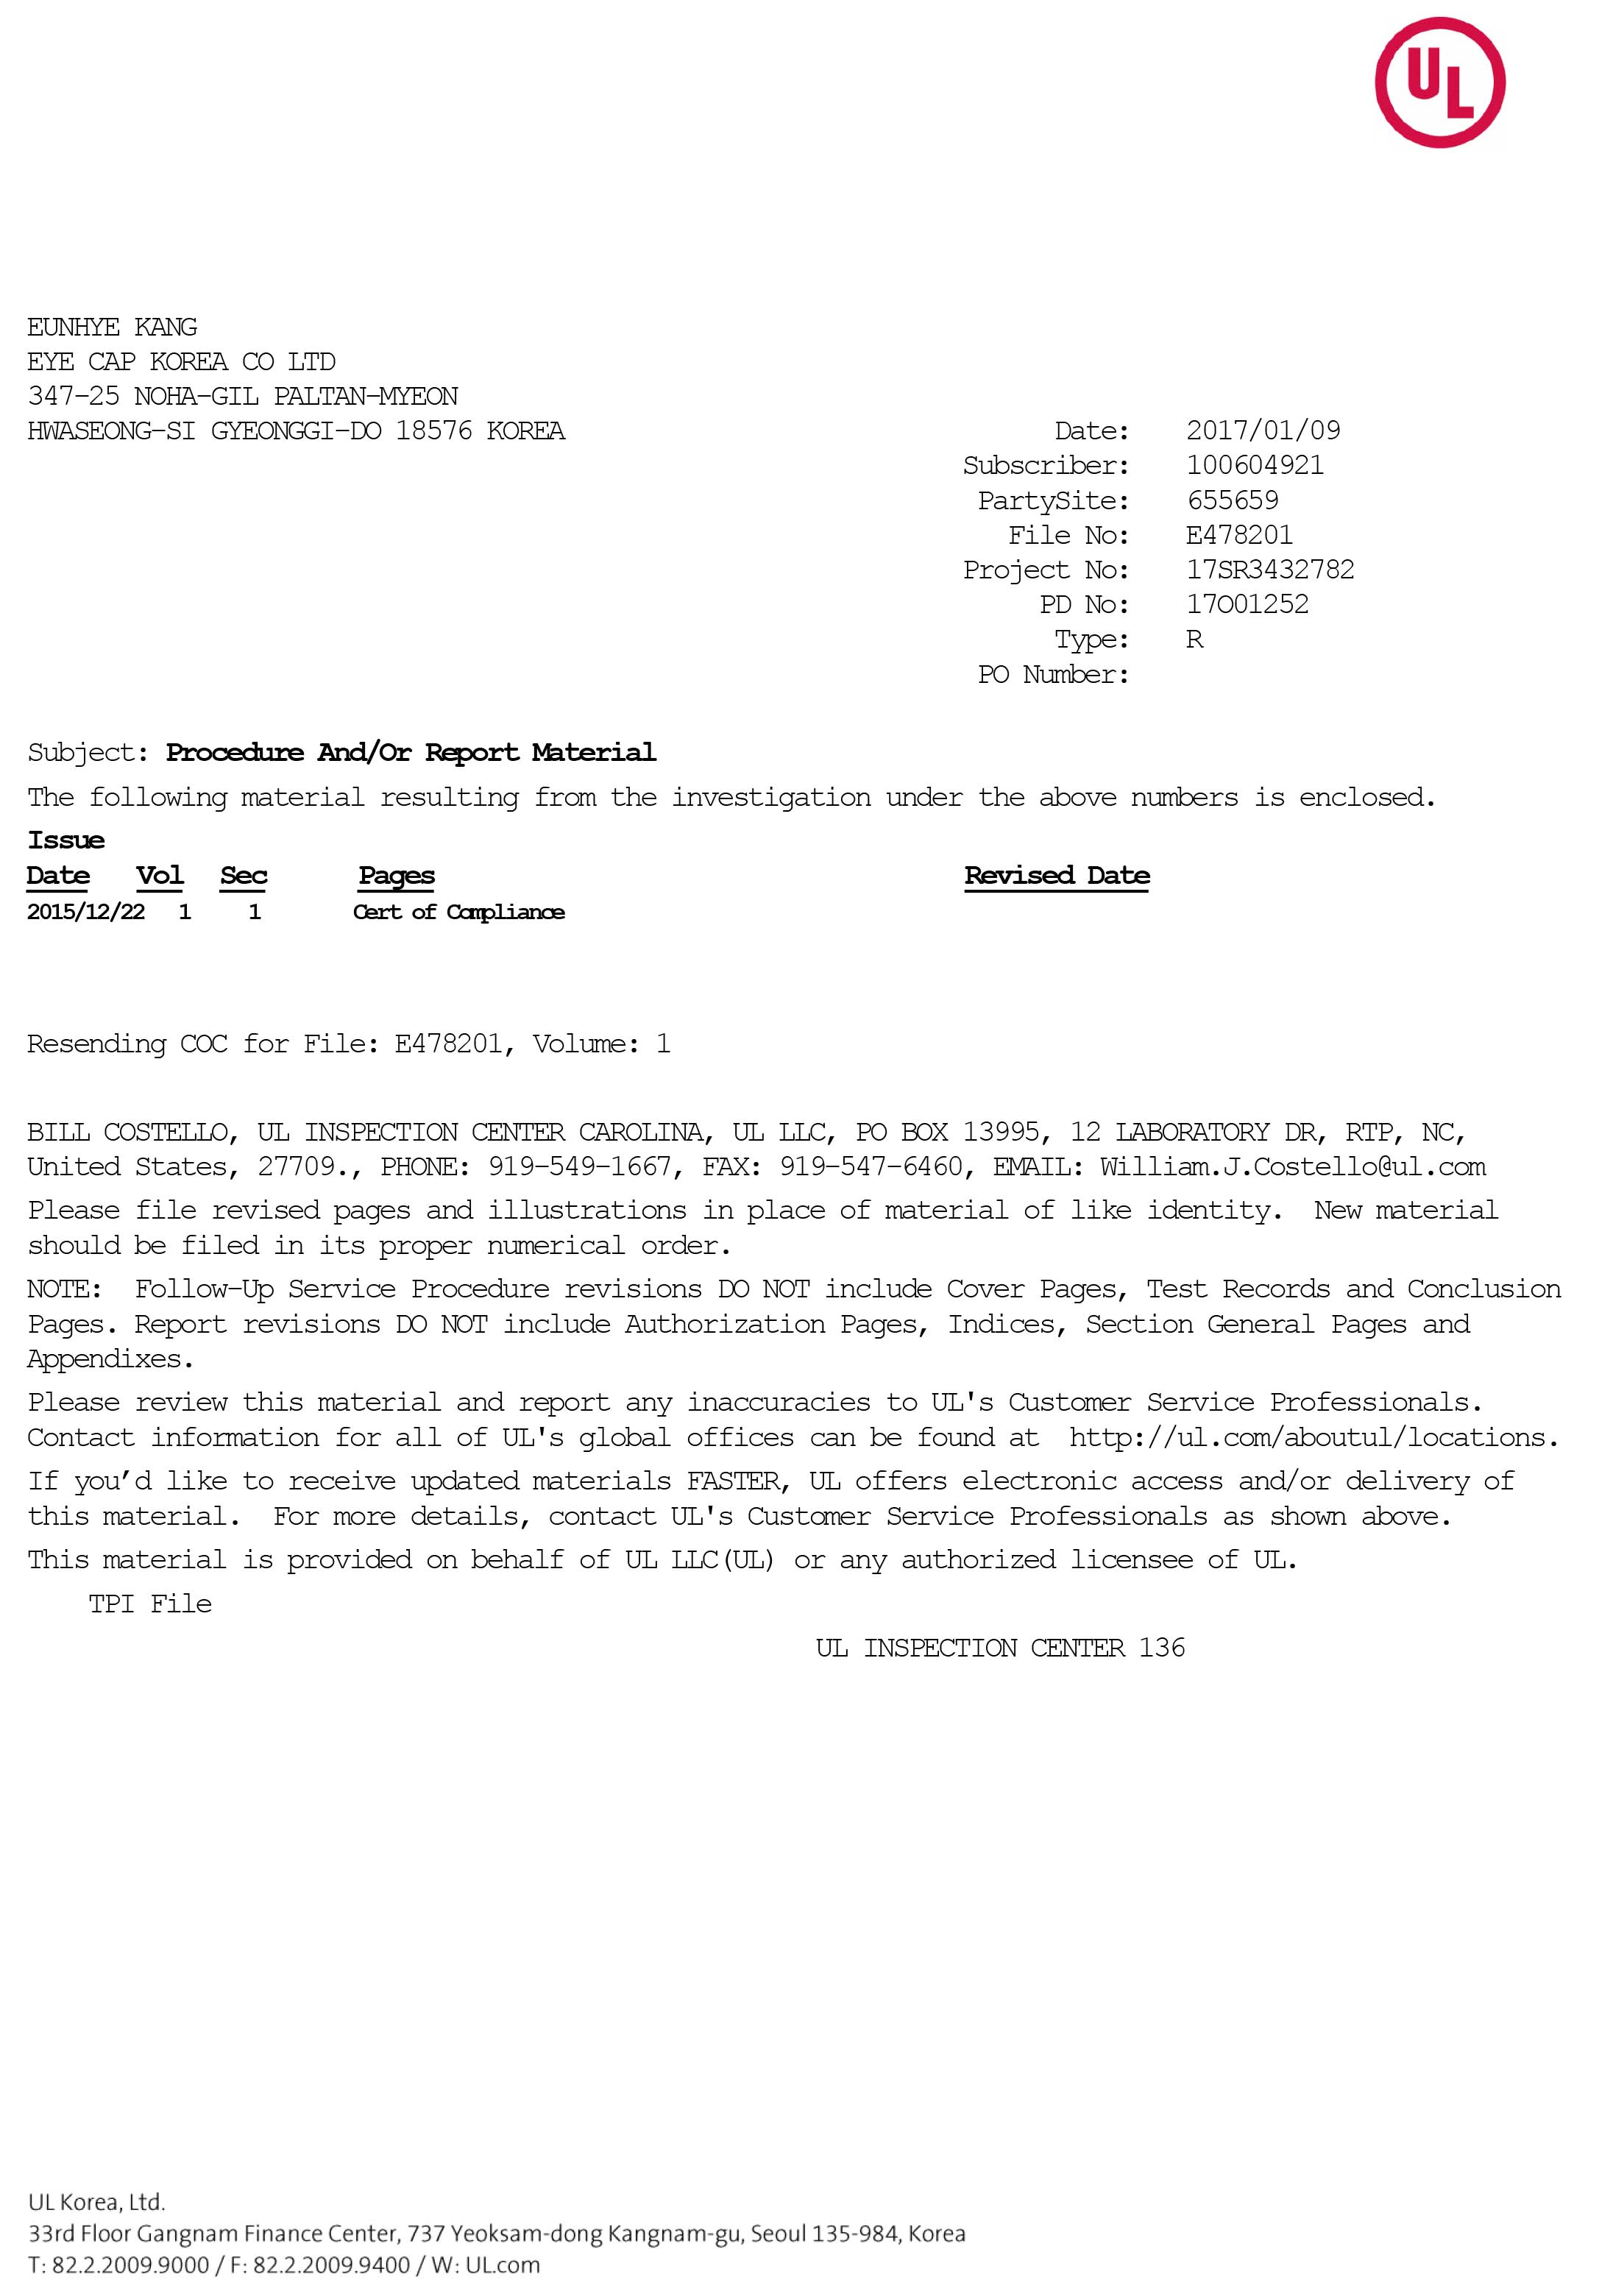 UL
EUNHYE KANG
EYE CAP KOREA CO LTD
347-25 NOHA-GIL PALTAN-MYEON
HWASEONG-SI GYEONGGI-DO 18576 KOREA
Date: 2017/01/09
Subscriber: 100604921
PartySite: 655659
File No: E478201
Project No: 17SR3432782
PD No: 17O01252
Type: R
PO Number:
Subject: Procedure And/Or Report Material
The following material resulting from the investigation under the above numbers is enclosed.
Issue
Date Vol Sec Pages Revised Date
2015/12/22 1 1 Cert of Compliance
Resending COC for File: E478201, Volume: 1
BILL COSTELLO, UL INSPECTION CENTER CAROLINA, UL LLC, PO BOX 13995, 12 LABORATORY DR, RTP, NC,
United States, 27709., PHONE: 919-549-1667, FAX: 919-547-6460, EMAIL: William.J.Costello@ul.com
Please file revised pages and illustrations in place of material of like identity.  New material
should be filed in its proper numerical order.
NOTE:  Follow-Up Service Procedure revisions DO NOT include Cover Pages, Test Records and Conclusion
Pages. Report revisions DO NOT include Authorization Pages, Indices, Section General Pages and
Appendixes.
Please review this material and report any inaccuracies to UL's Customer Service Professionals.
Contact information for all of UL's global offices can be found at  http://ul.com/aboutul/locations.
If you’d like to receive updated materials FASTER, UL offers electronic access and/or delivery of
this material.  For more details, contact UL's Customer Service Professionals as shown above.
This material is provided on behalf of UL LLC(UL) or any authorized licensee of UL.
TPI File
UL INSPECTION CENTER 136
UL Korea, Ltd.
33rd Floor Gangnam Finance Center, 737 Yeoksam-dong Kangnam-gu, Seoul 135-984, Korea
T: 82.2.2009.9000 / F: 82.2.2009.9400 / W: UL.com